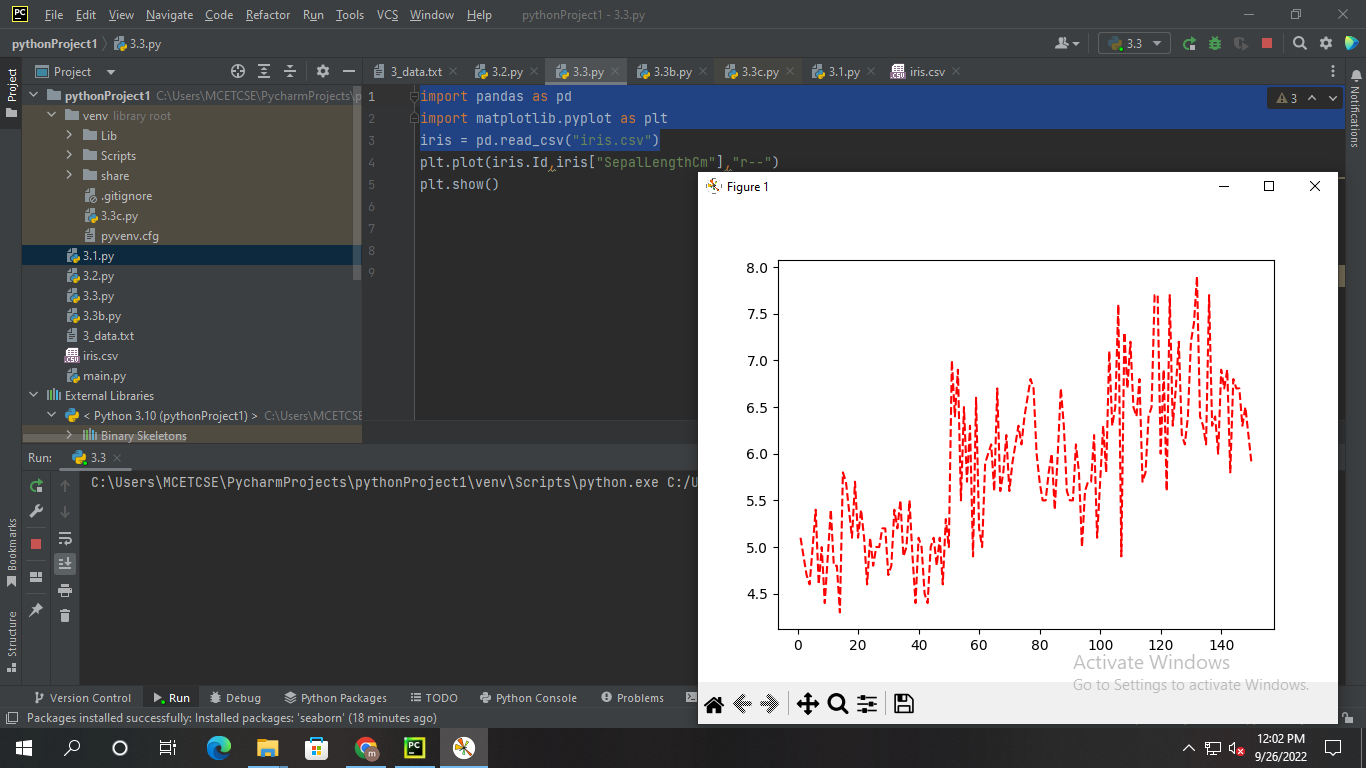 PC File Edit View Navigate Code Refactor Run Tools VCS Window Help pythonProject1 - 3.3.py
pythonProject1 3.3.py 3.3
Project 3_data.txt 3.2.py 3.3.py 3.3b.py 3.3c.py 3.1.py iris.csv
Project
Notifications
Bookmarks
Structure
pythonProject1 C:\Users\MCETCSE\PycharmProjects\p
venv library root
Lib
Scripts
share
.gitignore
3.3c.py
pyvenv.cfg
3.1.py
3.2.py
3.3.py
3.3b.py
3_data.txt
iris.csv
main.py
External Libraries
< Python 3.10 (pythonProject1) > C:\Users\MCETCSE
Binary Skeletons
1 import pandas as pd
3
2 import matplotlib.pyplot as plt
3 iris = pd.read_csv("iris.csv")
4 plt.plot(iris.Id,iris["SepalLengthCm"],"r--")
5 plt.show()
6
7
8
9
Figure 1
8.0
7.5
7.0
6.5
6.0
5.5
5.0
4.5
0 20 40 60 80 100 120 140
Activate Windows
Go to Settings to activate Windows.
Run: 3.3
C:\Users\MCETCSE\PycharmProjects\pythonProject1\venv\Scripts\python.exe C:/U
Version Control Run Debug Python Packages TODO Python Console Problems
Packages installed successfully: Installed packages: 'seaborn' (18 minutes ago)
PC
m
12:02 PM
9/26/2022